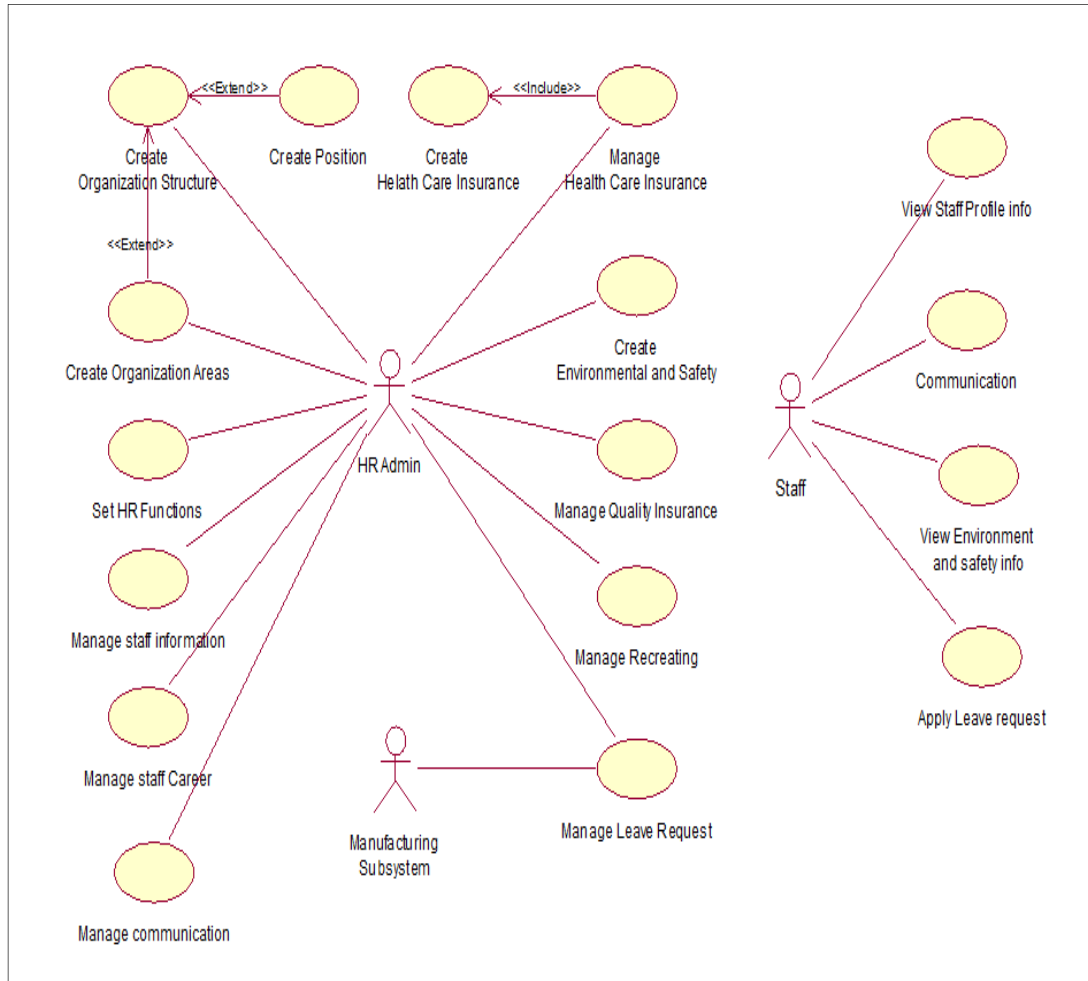 <<Extend>>
<<Include>>
Create
Organization Structure
Create Position
Create
Helath Care Insurance
Manage
Health Care Insurance
View Staff Profile info
<<Extend>>
Create Organization Areas
Create
Environmental and Safety
Communication
HR Admin
Staff
Set HR Functions
Manage Quality Insurance
View Environment
and safety info
Manage staff information
Manage Recreating
Apply Leave request
Manage staff Career
Manufacturing
Subsystem
Manage Leave Request
Manage communication